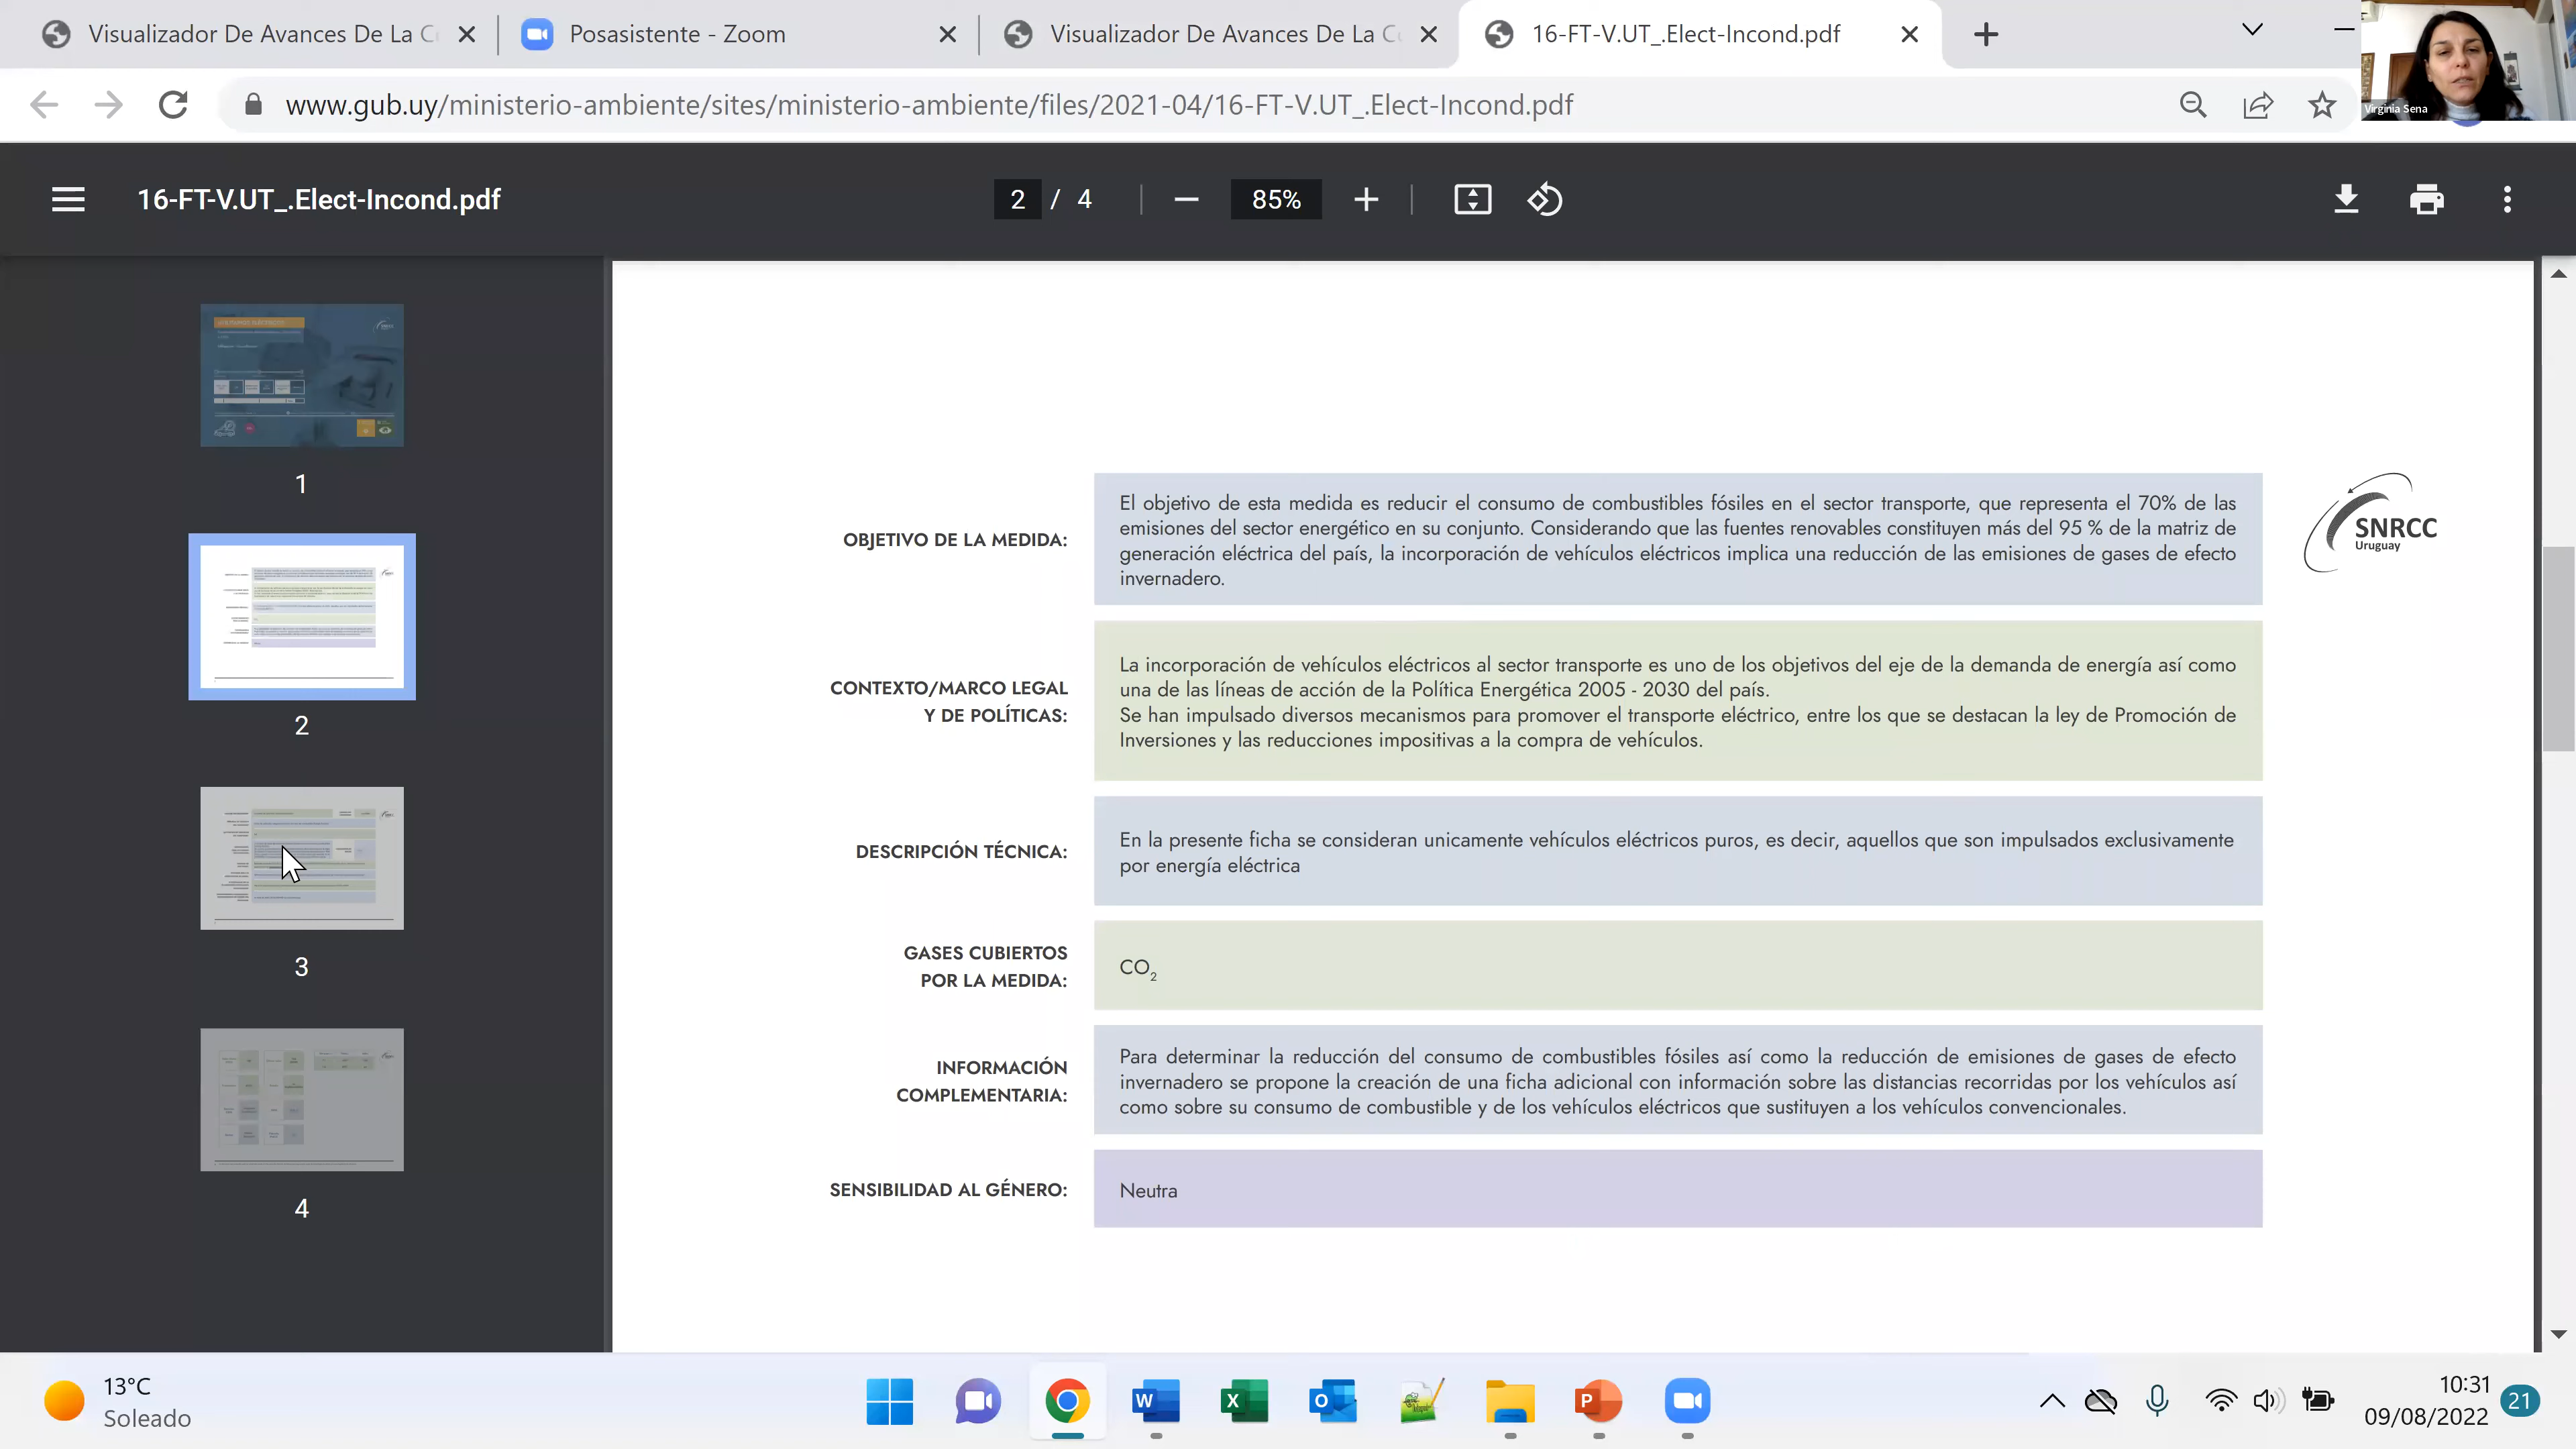 Visualizador De Avances De La C
Posasistente - Zoom
Visualizador De Avances De La C
16-FT-V.UT_.Elect-Incond.pdf
www.gub.uy/ministerio-ambiente/sites/ministerio-ambiente/files/2021-04/16-FT-V.UT_.Elect-Incond.pdf
Virginia Sena
16-FT-V.UT_.Elect-Incond.pdf
2 / 4
85%
1
2
3
4
OBJETIVO DE LA MEDIDA:
El objetivo de esta medida es reducir el consumo de combustibles fósiles en el sector transporte, que representa el 70% de las
emisiones del sector energético en su conjunto. Considerando que las fuentes renovables constituyen más del 95 % de la matriz de
generación eléctrica del país, la incorporación de vehículos eléctricos implica una reducción de las emisiones de gases de efecto
invernadero.
SNRCC
Uruguay
CONTEXTO/MARCO LEGAL
Y DE POLÍTICAS:
La incorporación de vehículos eléctricos al sector transporte es uno de los objetivos del eje de la demanda de energía así como
una de las líneas de acción de la Política Energética 2005 - 2030 del país.
Se han impulsado diversos mecanismos para promover el transporte eléctrico, entre los que se destacan la ley de Promoción de
Inversiones y las reducciones impositivas a la compra de vehículos.
DESCRIPCIÓN TÉCNICA:
En la presente ficha se consideran unicamente vehículos eléctricos puros, es decir, aquellos que son impulsados exclusivamente
por energía eléctrica
GASES CUBIERTOS
POR LA MEDIDA:
CO₂
INFORMACIÓN
COMPLEMENTARIA:
Para determinar la reducción del consumo de combustibles fósiles así como la reducción de emisiones de gases de efecto
invernadero se propone la creación de una ficha adicional con información sobre las distancias recorridas por los vehículos así
como sobre su consumo de combustible y de los vehículos eléctricos que sustituyen a los vehículos convencionales.
SENSIBILIDAD AL GÉNERO:
Neutra
13°C
Soleado
10:31
09/08/2022
21